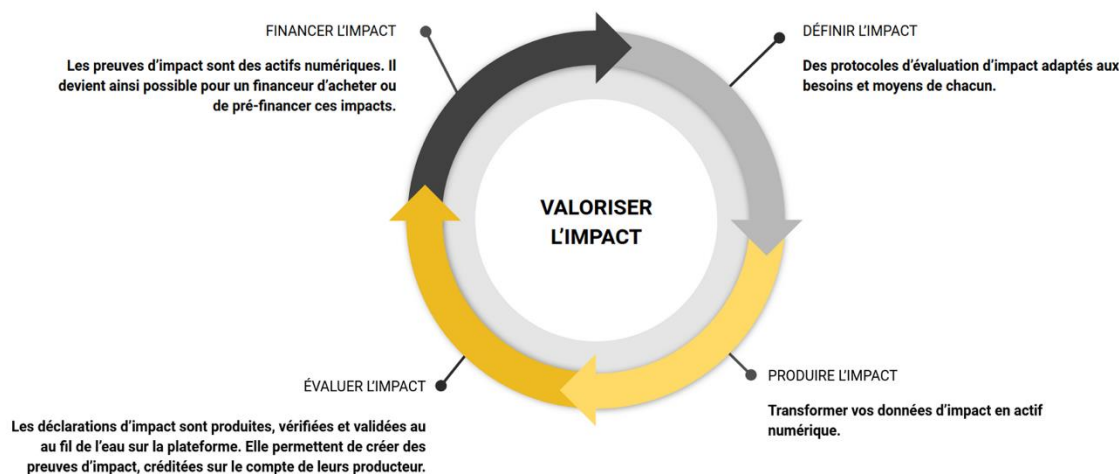 FINANCER L'IMPACT
Les preuves d'impact sont des actifs numériques. Il
devient ainsi possible pour un financeur d'acheter ou
de pré-financer ces impacts.
DÉFINIR L'IMPACT
Des protocoles d'évaluation d'impact adaptés aux
besoins et moyens de chacun.
VALORISER
L'IMPACT
ÉVALUER L'IMPACT
Les déclarations d'impact sont produites, vérifiées et validées au
au fil de l'eau sur la plateforme. Elle permettent de créer des
preuves d'impact, créditées sur le compte de leurs producteur.
PRODUIRE L'IMPACT
Transformer vos données d'impact en actif
numérique.